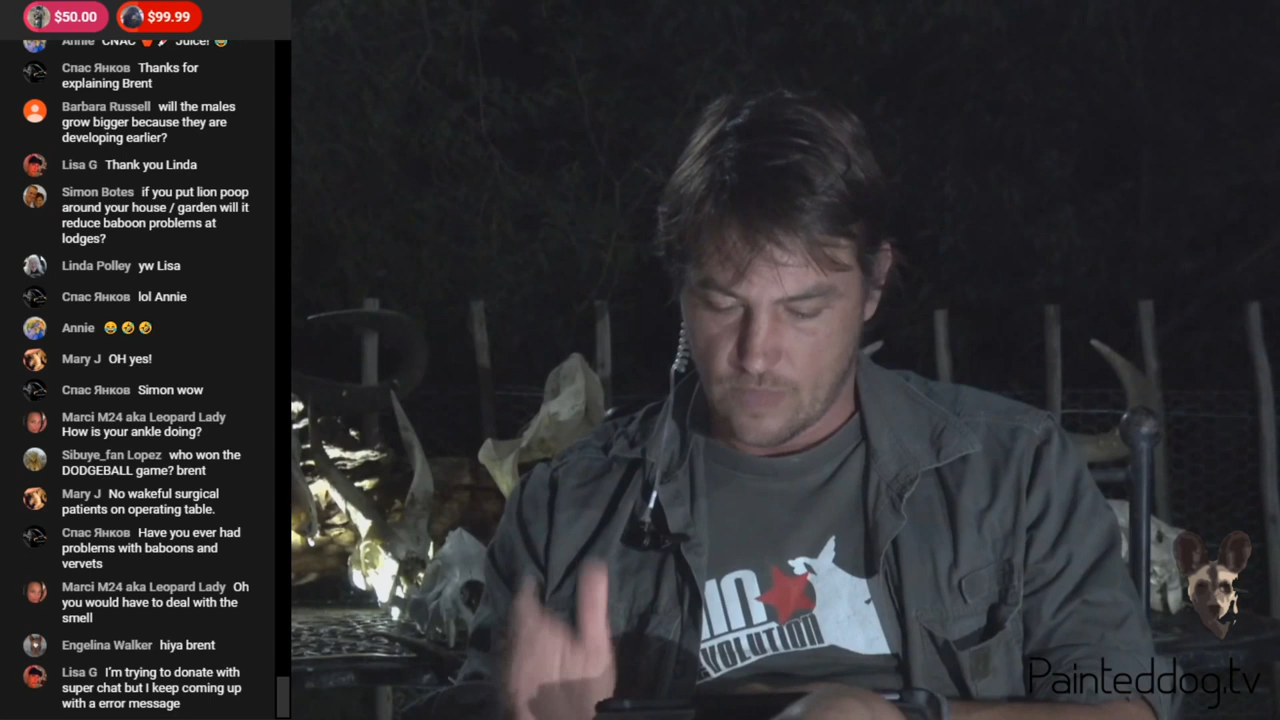 $50.00 $99.99
Annie CNAC 🧧 🧨 Juice! 😂
Спас Янков Thanks for
explaining Brent
Barbara Russell will the males
grow bigger because they are
developing earlier?
Lisa G Thank you Linda
Simon Botes if you put lion poop
around your house / garden will it
reduce baboon problems at
lodges?
Linda Polley yw Lisa
Спас Янков lol Annie
Annie 😂 🤣 🤣
Mary J OH yes!
Спас Янков Simon wow
Marci M24 aka Leopard Lady
How is your ankle doing?
Sibuye_fan Lopez who won the
DODGEBALL game? brent
Mary J No wakeful surgical
patients on operating table.
Спас Янков Have you ever had
problems with baboons and
vervets
Marci M24 aka Leopard Lady Oh
you would have to deal with the
smell
Engelina Walker hiya brent
Lisa G I'm trying to donate with
super chat but I keep coming up
with a error message
Painteddog.tv